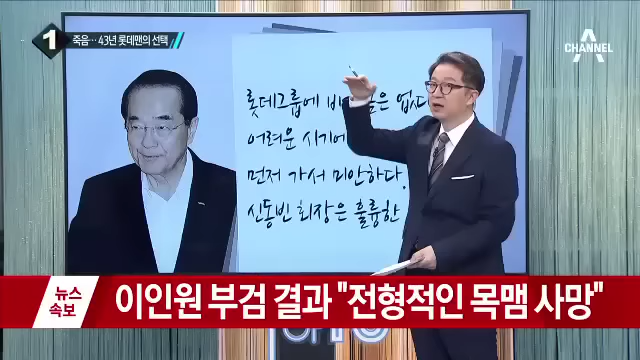 1
죽음… 43년 롯데맨의 선택
CHANNEL A
롯데그룹에 비 은 없다
어려운 시기에
먼저 가서 미안하다.
신동빈 회장은 훌륭한
뉴스
속보
이인원 부검 결과 "전형적인 목맴 사망"